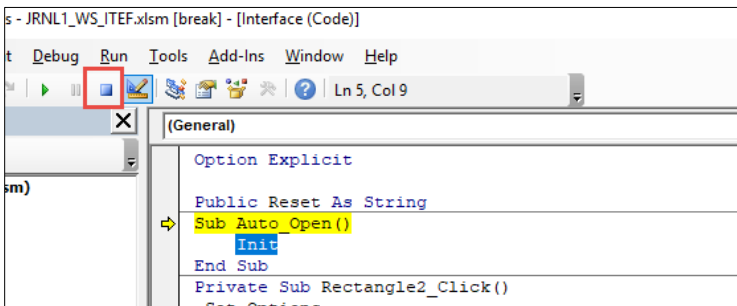 s - JRNL1_WS_ITEF.xlsm [break] - [Interface (Code)]
t Debug Run Tools Add-Ins Window Help
Ln 5, Col 9
(General)
sm)
Option Explicit
Public Reset As String
Sub Auto_Open()
Init
End Sub
Private Sub Rectangle2_Click()